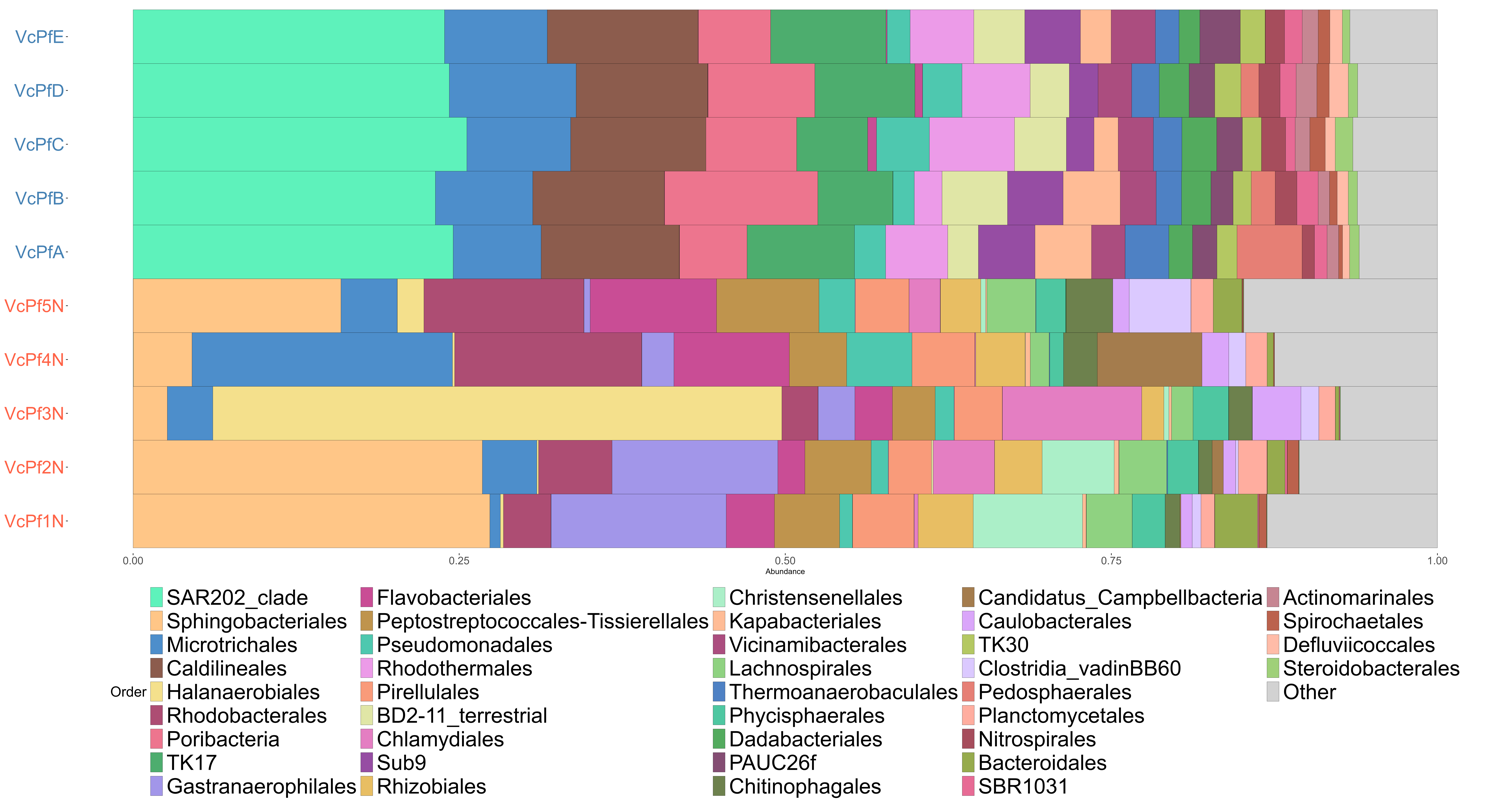 VcPfE
VcPfD
VcPfC
VcPfB
VcPfA
VcPf5N
VcPf4N
VcPf3N
VcPf2N
VcPf1N
0.00 0.25 0.50 0.75 1.00
Abundance
Order
SAR202_clade
Sphingobacteriales
Microtrichales
Caldilineales
Halanaerobiales
Rhodobacterales
Poribacteria
TK17
Gastranaerophilales
Flavobacteriales
Peptostreptococcales-Tissierellales
Pseudomonadales
Rhodothermales
Pirellulales
BD2-11_terrestrial
Chlamydiales
Sub9
Rhizobiales
Christensenellales
Kapabacteriales
Vicinamibacterales
Lachnospirales
Thermoanaerobaculales
Phycisphaerales
Dadabacteriales
PAUC26f
Chitinophagales
Candidatus_Campbellbacteria
Caulobacterales
TK30
Clostridia_vadinBB60
Pedosphaerales
Planctomycetales
Nitrospirales
Bacteroidales
SBR1031
Actinomarinales
Spirochaetales
Defluviicoccales
Steroidobacterales
Other